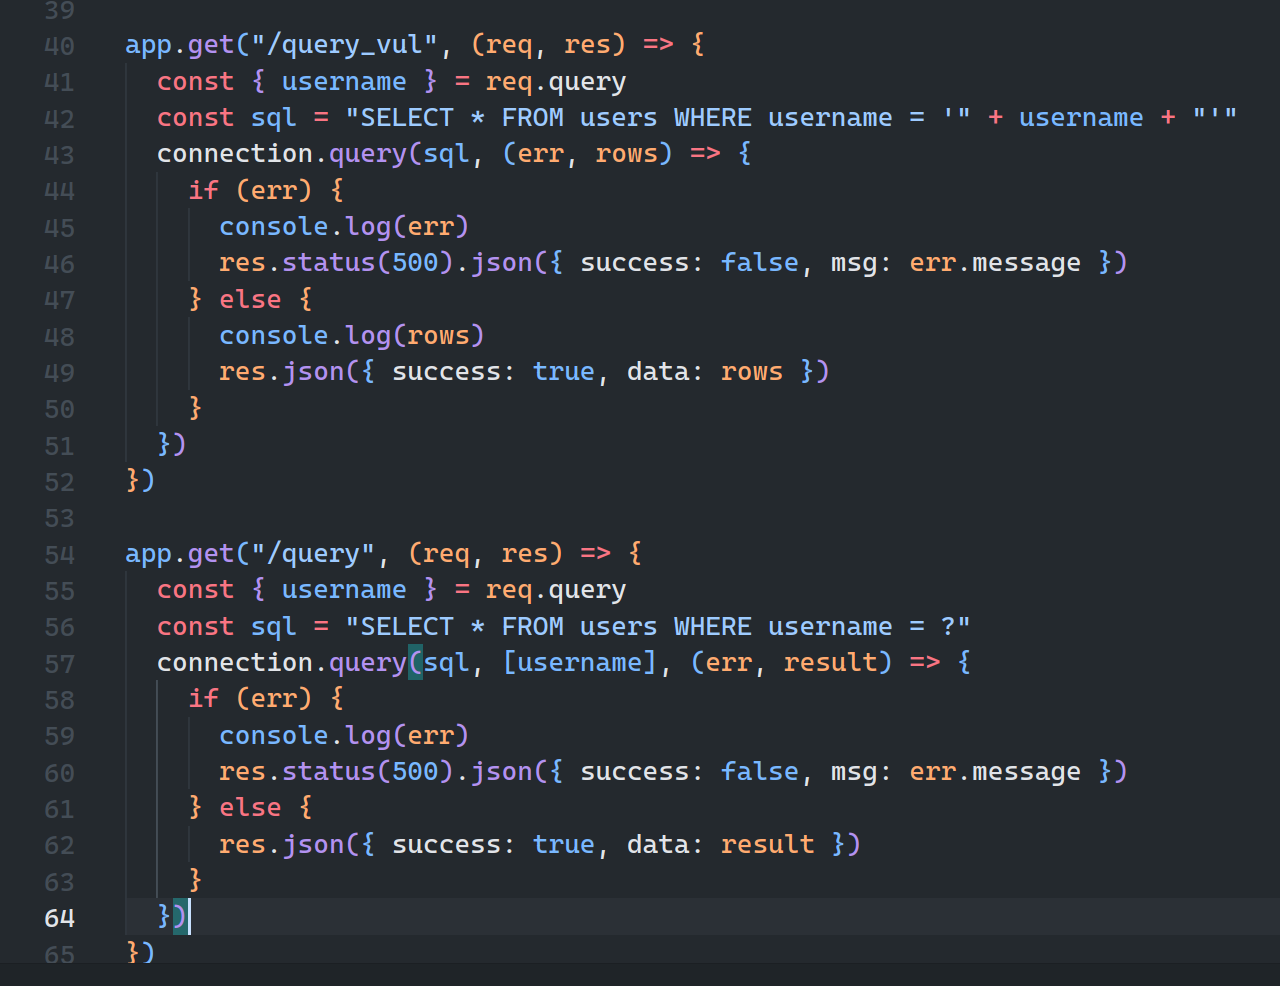 39
40 app.get("/query_vul", (req, res) => {
41   const { username } = req.query
42   const sql = "SELECT * FROM users WHERE username = '" + username + "'"
43   connection.query(sql, (err, rows) => {
44     if (err) {
45       console.log(err)
46       res.status(500).json({ success: false, msg: err.message })
47     } else {
48       console.log(rows)
49       res.json({ success: true, data: rows })
50     }
51   })
52 })
53
54 app.get("/query", (req, res) => {
55   const { username } = req.query
56   const sql = "SELECT * FROM users WHERE username = ?"
57   connection.query(sql, [username], (err, result) => {
58     if (err) {
59       console.log(err)
60       res.status(500).json({ success: false, msg: err.message })
61     } else {
62       res.json({ success: true, data: result })
63     }
64   })
65 })